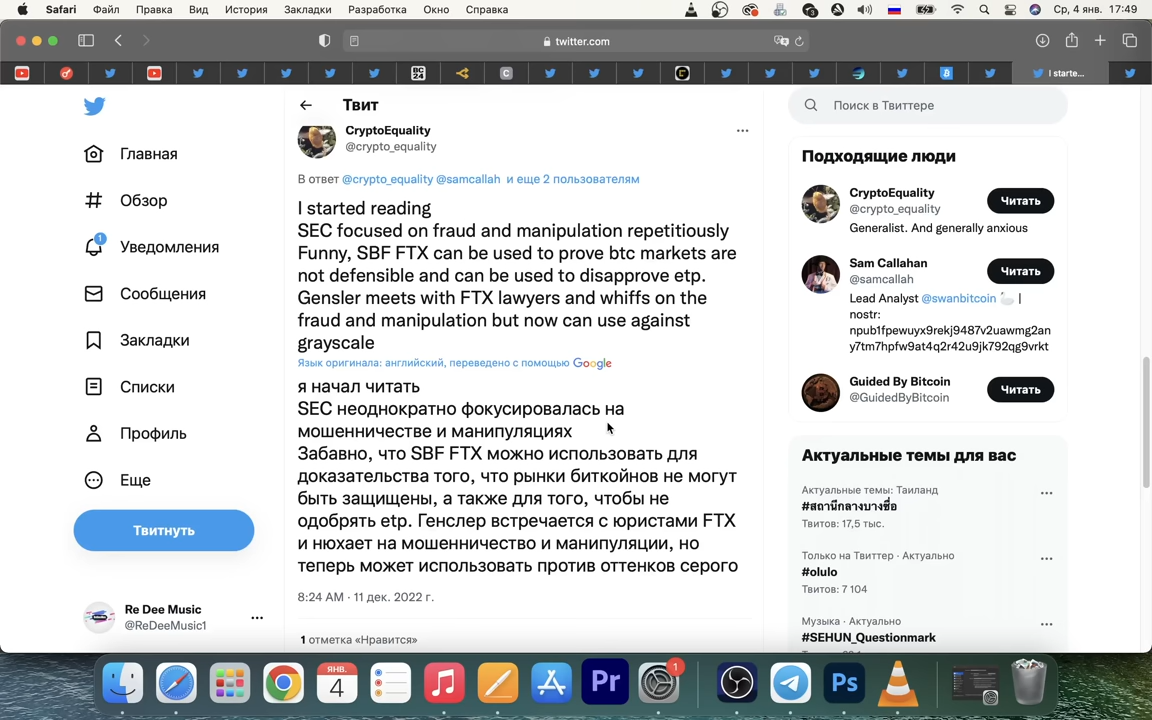 Safari Файл Правка Вид История Закладки Разработка Окно Справка Ср, 4 янв. 17:49
twitter.com
BC 24 C I starte...
Твит
Поиск в Твиттере
CryptoEquality
@crypto_equality
В ответ @crypto_equality @samcallah и еще 2 пользователям
I started reading
SEC focused on fraud and manipulation repetitiously
Funny, SBF FTX can be used to prove btc markets are
not defensible and can be used to disapprove etp.
Gensler meets with FTX lawyers and whiffs on the
fraud and manipulation but now can use against
grayscale
Язык оригинала: английский, переведено с помощью Google
я начал читать
SEC неоднократно фокусировалась на
мошенничестве и манипуляциях
Забавно, что SBF FTX можно использовать для
доказательства того, что рынки биткойнов не могут
быть защищены, а также для того, чтобы не
одобрять etp. Генслер встречается с юристами FTX
и нюхает на мошенничество и манипуляции, но
теперь может использовать против оттенков серого
8:24 AM · 11 дек. 2022 г.
1 отметка «Нравится»
Главная
Обзор
1
Уведомления
Сообщения
Закладки
Списки
Профиль
Еще
Твитнуть
Re Dee Music
@ReDeeMusic1
Подходящие люди
CryptoEquality
@crypto_equality
Читать
Generalist. And generally anxious
Sam Callahan
@samcallah
Читать
Lead Analyst @swanbitcoin |
nostr:
npub1fpewuyx9rekj9487v2uawmg2an
y7tm7hpfw9at4q2r42u9jk792qg9vrkt
Guided By Bitcoin
@GuidedByBitcoin
Читать
Актуальные темы для вас
Актуальные темы: Таиланд
#สถานีกลางบางซื่อ
Твитов: 17,5 тыс.
Только на Твиттер · Актуально
#olulo
Твитов: 7 104
Музыка · Актуально
#SEHUN_Questionmark
ЯНВ.
4
Pr
1
Ps